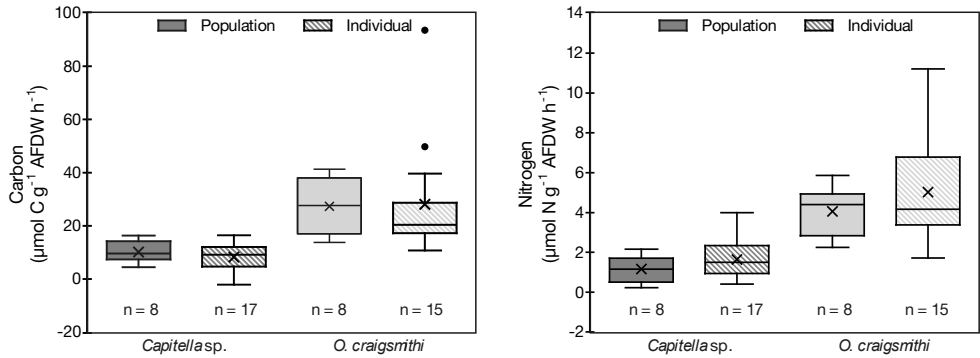 Population Individual
Carbon
(µmol C g⁻¹ AFDW h⁻¹)
100
80
60
40
20
0
-20
n = 8 n = 17 n = 8 n = 15
Capitella sp. O. craigsmithi
Population Individual
Nitrogen
(µmol N g⁻¹ AFDW h⁻¹)
14
12
10
8
6
4
2
0
-2
n = 8 n = 17 n = 8 n = 15
Capitella sp. O. craigsmithi